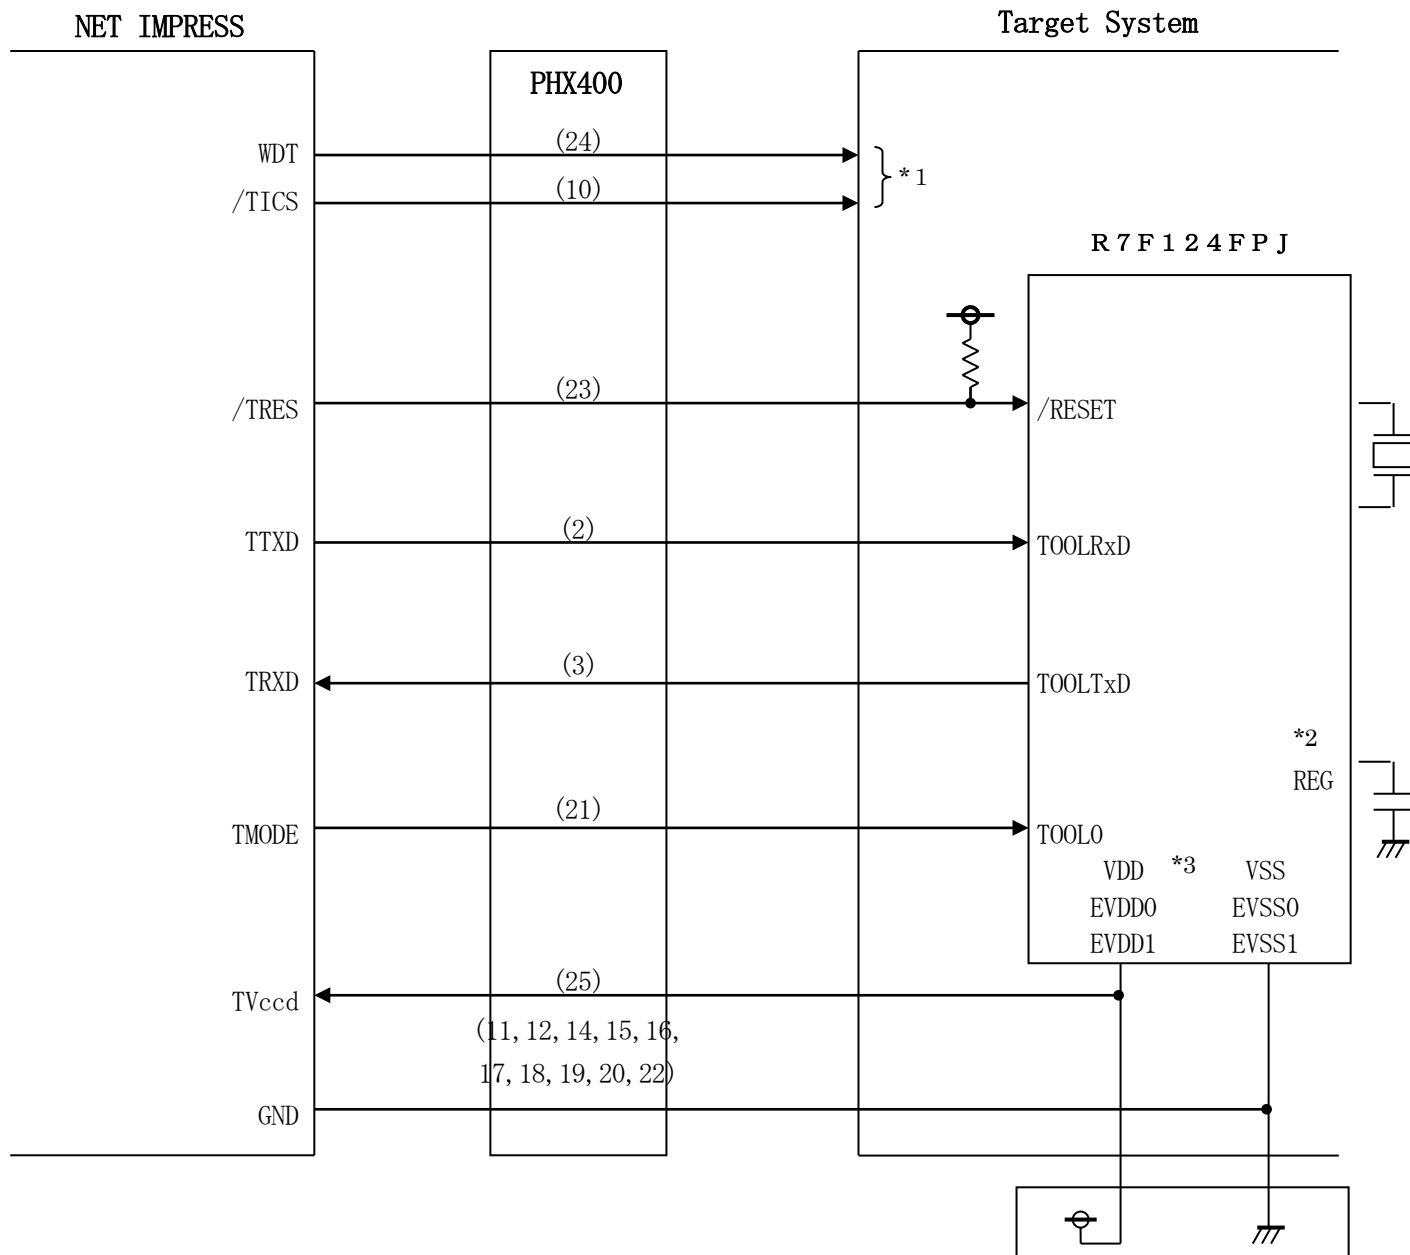 NET IMPRESS
Target System
PHX400
WDT
(24)
*1
/TICS
(10)
R7F124FPJ
/TRES
(23)
/RESET
TTXD
(2)
TOOLRxD
TRXD
(3)
TOOLTxD
*2
REG
TMODE
(21)
TOOL0
VDD *3 VSS
EVDD0 EVSS0
EVDD1 EVSS1
TVccd
(25)
(11,12,14,15,16,
17,18,19,20,22)
GND